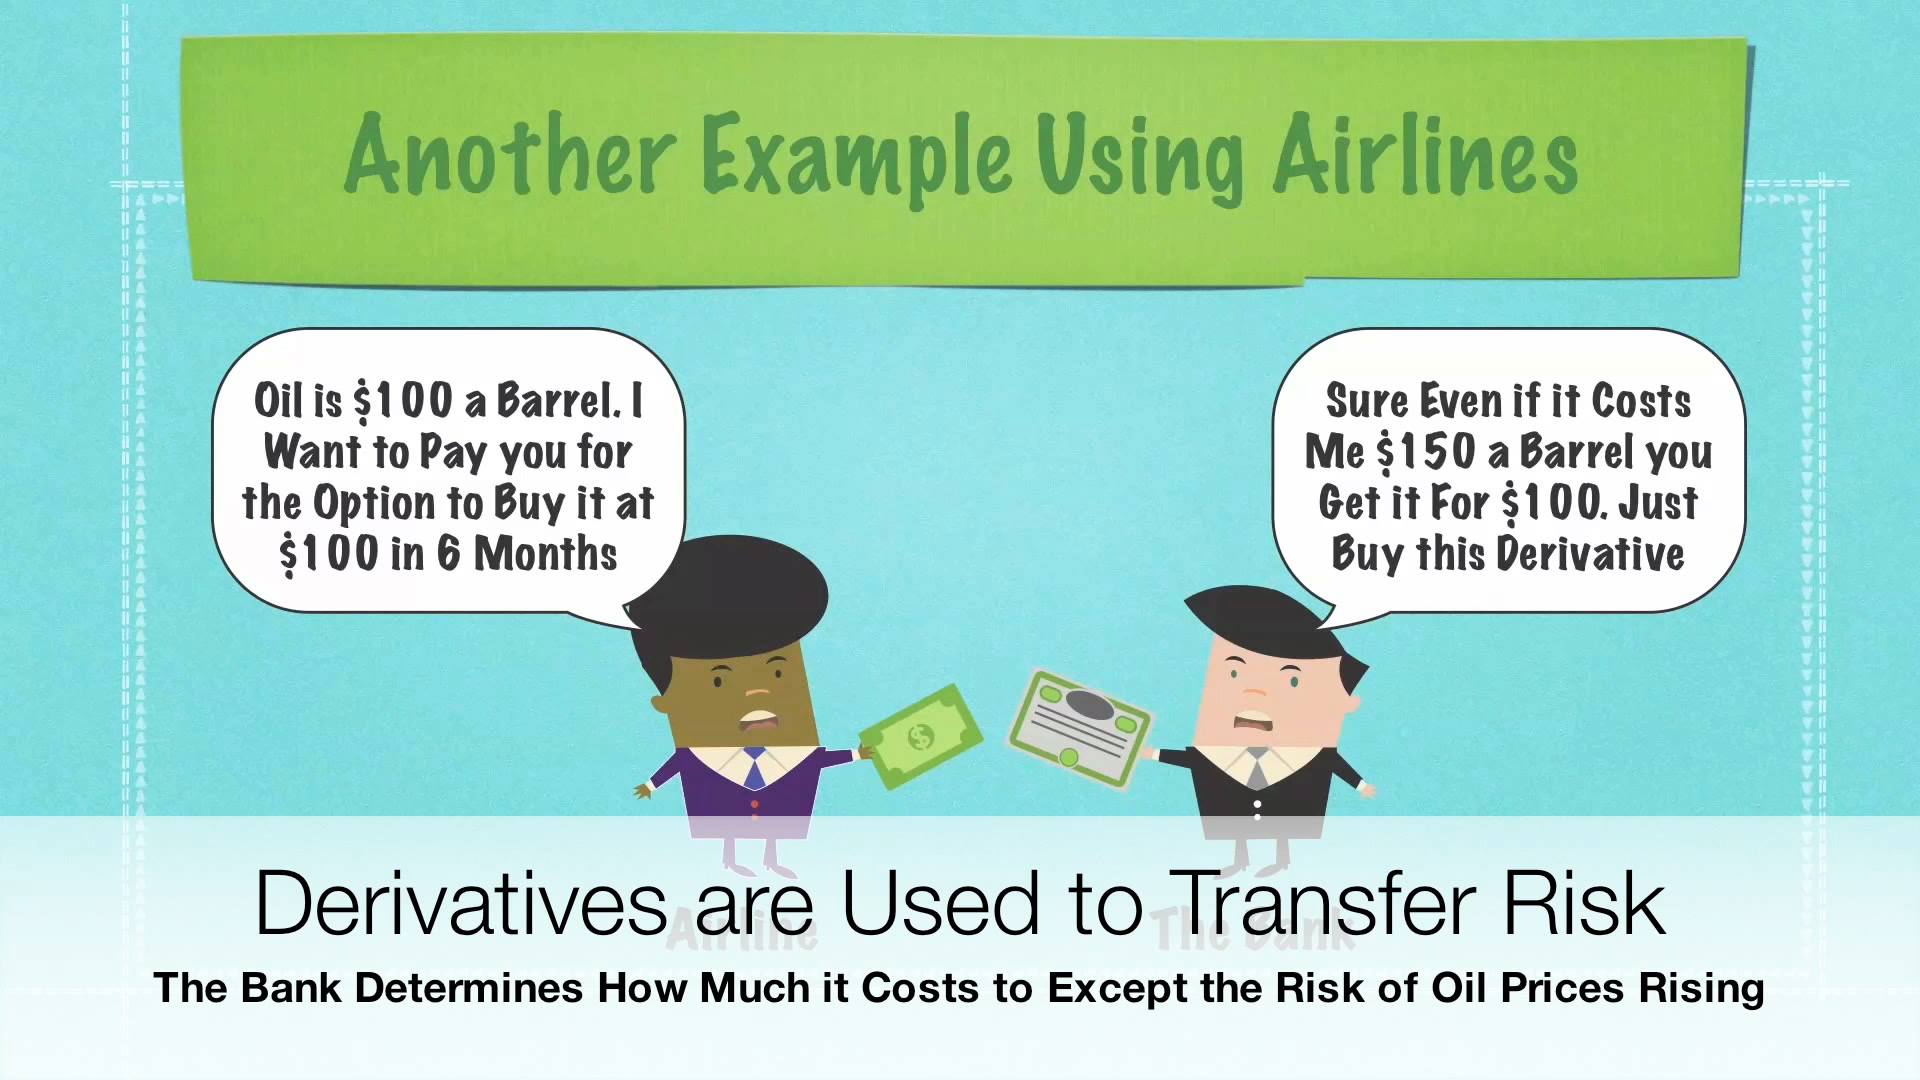 Another Example Using Airlines
Oil is $100 a Barrel. I
Want to Pay you for
the Option to Buy it at
$100 in 6 Months
Sure Even if it Costs
Me $150 a Barrel you
Get it For $100. Just
Buy this Derivative
Airline
The Bank
Derivatives are Used to Transfer Risk
The Bank Determines How Much it Costs to Except the Risk of Oil Prices Rising